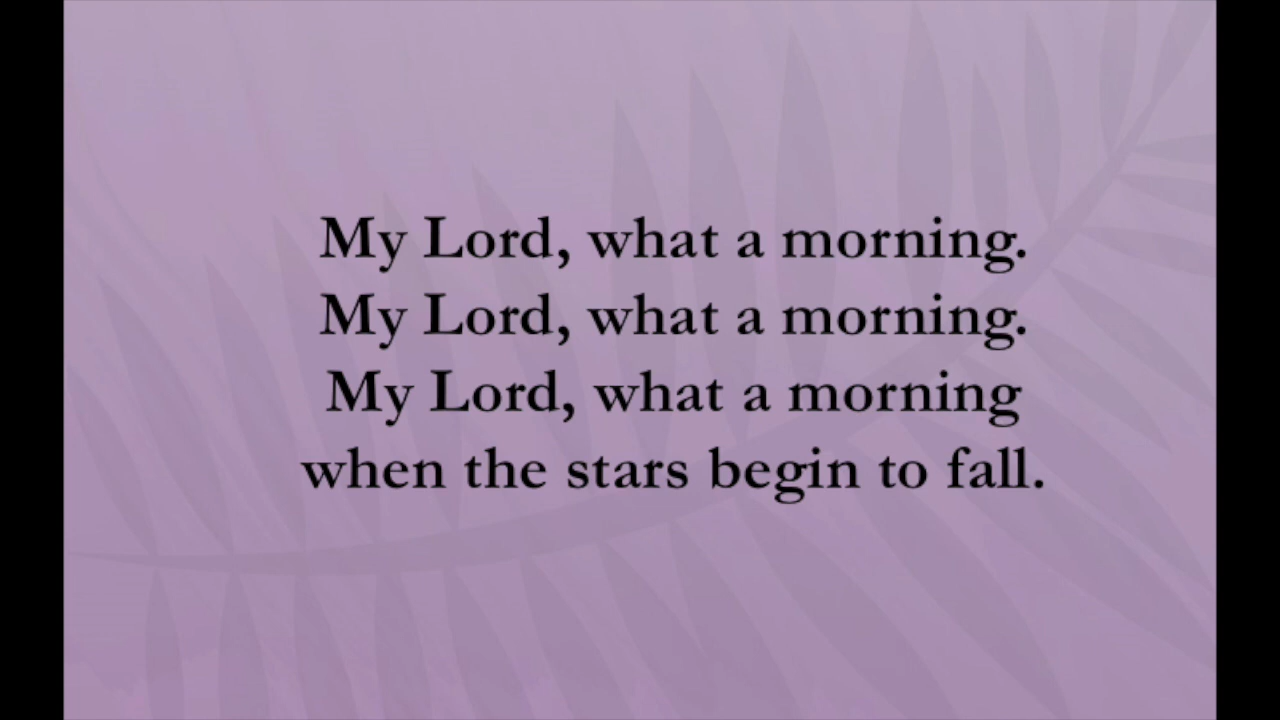 My Lord, what a morning.
My Lord, what a morning.
My Lord, what a morning
when the stars begin to fall.